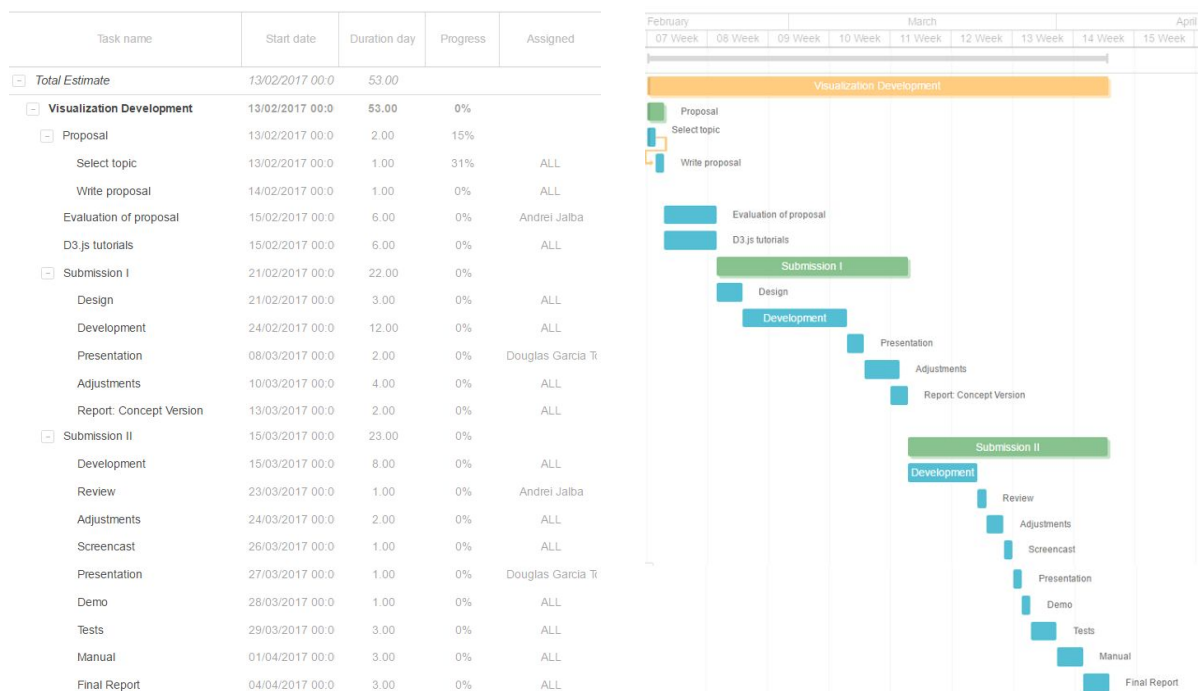 Task name Start date Duration day Progress Assigned
Total Estimate 13/02/2017 00:0 53.00
Visualization Development 13/02/2017 00:0 53.00 0%
Proposal 13/02/2017 00:0 2.00 15%
Select topic 13/02/2017 00:0 1.00 31% ALL
Write proposal 14/02/2017 00:0 1.00 0% ALL
Evaluation of proposal 15/02/2017 00:0 6.00 0% Andrei Jalba
D3.js tutorials 15/02/2017 00:0 6.00 0% ALL
Submission I 21/02/2017 00:0 22.00 0%
Design 21/02/2017 00:0 3.00 0% ALL
Development 24/02/2017 00:0 12.00 0% ALL
Presentation 08/03/2017 00:0 2.00 0% Douglas Garcia To
Adjustments 10/03/2017 00:0 4.00 0% ALL
Report: Concept Version 13/03/2017 00:0 2.00 0% ALL
Submission II 15/03/2017 00:0 23.00 0%
Development 15/03/2017 00:0 8.00 0% ALL
Review 23/03/2017 00:0 1.00 0% Andrei Jalba
Adjustments 24/03/2017 00:0 2.00 0% ALL
Screencast 26/03/2017 00:0 1.00 0% ALL
Presentation 27/03/2017 00:0 1.00 0% Douglas Garcia To
Demo 28/03/2017 00:0 1.00 0% ALL
Tests 29/03/2017 00:0 3.00 0% ALL
Manual 01/04/2017 00:0 3.00 0% ALL
Final Report 04/04/2017 00:0 3.00 0% ALL
February March April
07 Week 08 Week 09 Week 10 Week 11 Week 12 Week 13 Week 14 Week 15 Week
Visualization Development
Proposal
Select topic
Write proposal
Evaluation of proposal
D3.js tutorials
Submission I
Design
Development
Presentation
Adjustments
Report: Concept Version
Submission II
Development
Review
Adjustments
Screencast
Presentation
Demo
Tests
Manual
Final Report